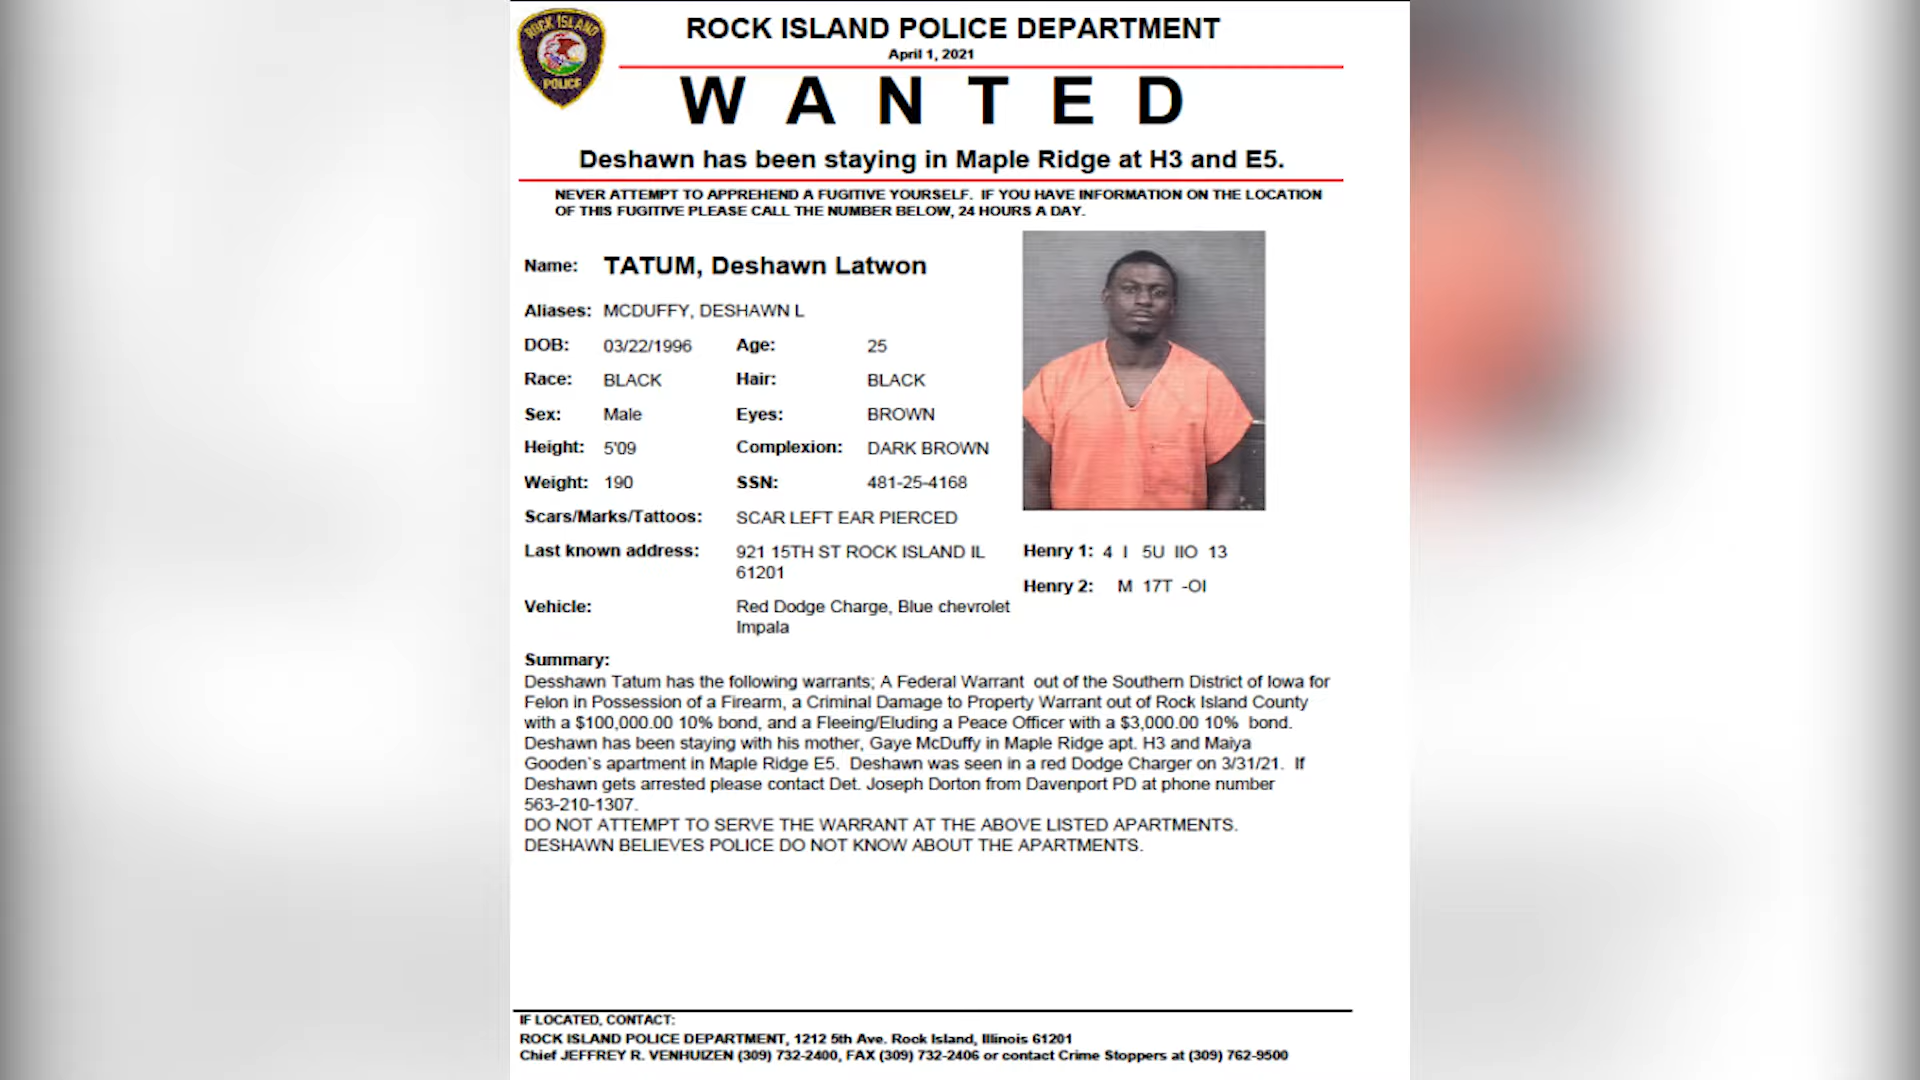 ROCK ISLAND
POLICE
ROCK ISLAND POLICE DEPARTMENT
April 1, 2021
W A N T E D
Deshawn has been staying in Maple Ridge at H3 and E5.
NEVER ATTEMPT TO APPREHEND A FUGITIVE YOURSELF. IF YOU HAVE INFORMATION ON THE LOCATION
OF THIS FUGITIVE PLEASE CALL THE NUMBER BELOW, 24 HOURS A DAY.
Name: TATUM, Deshawn Latwon
Aliases: MCDUFFY, DESHAWN L
DOB: 03/22/1996 Age: 25
Race: BLACK Hair: BLACK
Sex: Male Eyes: BROWN
Height: 5'09 Complexion: DARK BROWN
Weight: 190 SSN: 481-25-4168
Scars/Marks/Tattoos: SCAR LEFT EAR PIERCED
Last known address: 921 15TH ST ROCK ISLAND IL
61201
Henry 1: 4 I 5U IIO 13
Henry 2: M 17T -OI
Vehicle: Red Dodge Charge, Blue chevrolet
Impala
Summary:
Desshawn Tatum has the following warrants; A Federal Warrant out of the Southern District of Iowa for
Felon in Possession of a Firearm, a Criminal Damage to Property Warrant out of Rock Island County
with a $100,000.00 10% bond, and a Fleeing/Eluding a Peace Officer with a $3,000.00 10% bond.
Deshawn has been staying with his mother, Gaye McDuffy in Maple Ridge apt. H3 and Maiya
Gooden`s apartment in Maple Ridge E5. Deshawn was seen in a red Dodge Charger on 3/31/21. If
Deshawn gets arrested please contact Det. Joseph Dorton from Davenport PD at phone number
563-210-1307.
DO NOT ATTEMPT TO SERVE THE WARRANT AT THE ABOVE LISTED APARTMENTS.
DESHAWN BELIEVES POLICE DO NOT KNOW ABOUT THE APARTMENTS.
IF LOCATED, CONTACT:
ROCK ISLAND POLICE DEPARTMENT, 1212 5th Ave. Rock Island, Illinois 61201
Chief JEFFREY R. VENHUIZEN (309) 732-2400, FAX (309) 732-2406 or contact Crime Stoppers at (309) 762-9500